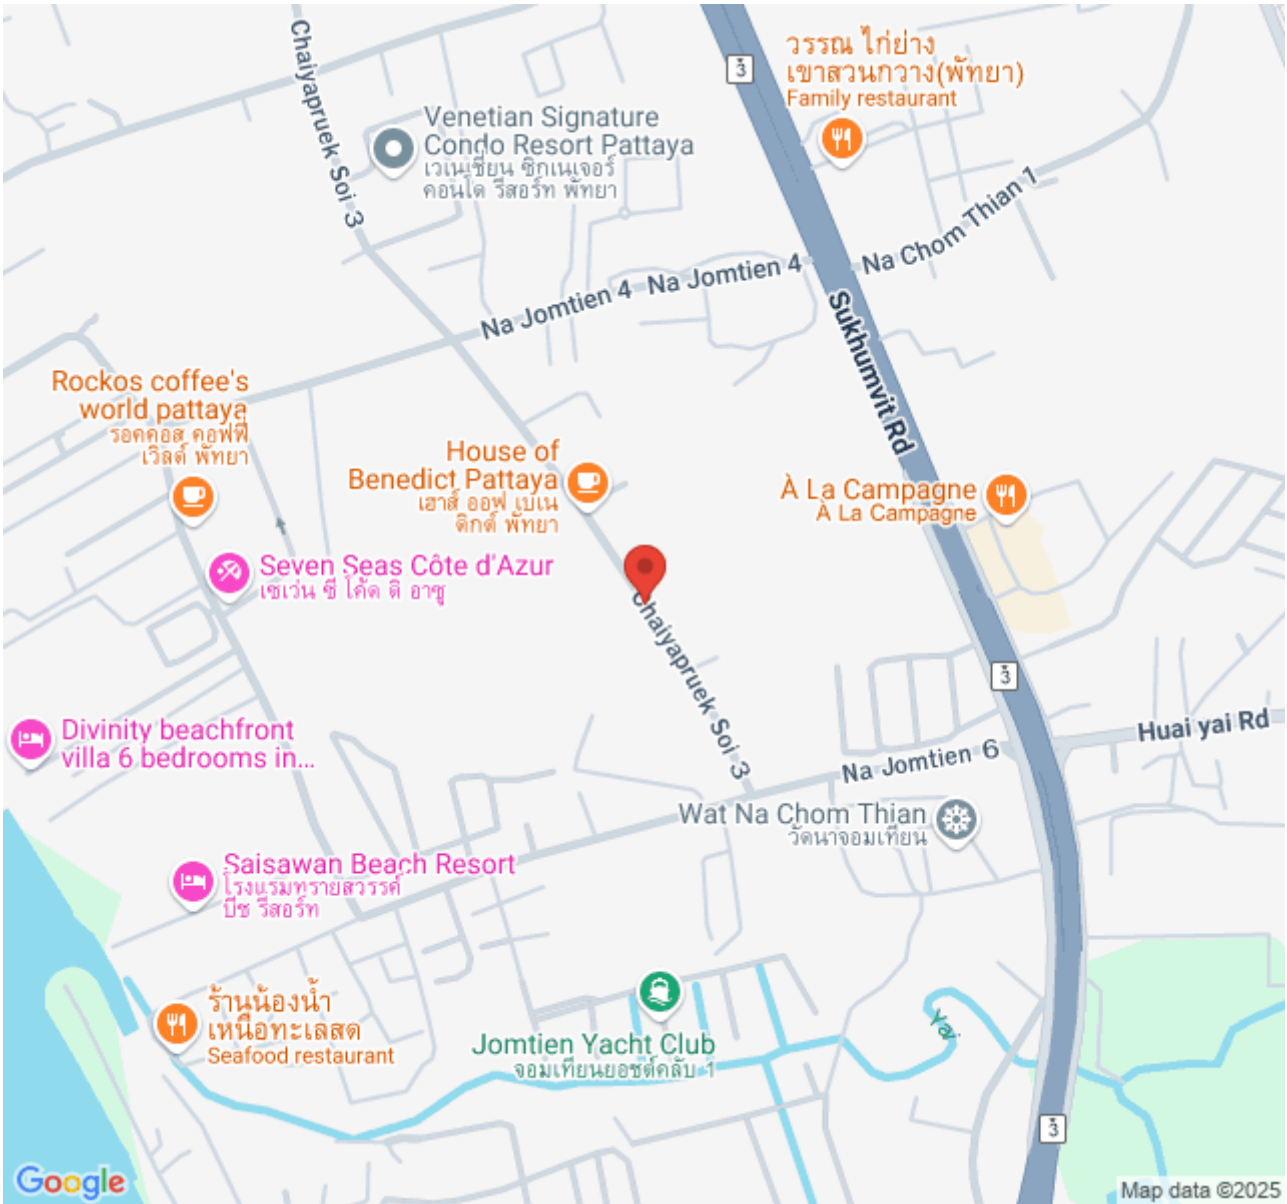 Chaiyapruek Soi 3
3
วรรณ ไก่ย่าง
เขาสวนกวาง(พัทยา)
Family restaurant
Venetian Signature
Condo Resort Pattaya
เวเนเชี่ยน ซิกเนเจอร์
คอนโด รีสอร์ท พัทยา
Na Chom Thian 1
Na Jomtien 4
Na Jomtien 4
Sukhumvit Rd
Rockos coffee's
world pattaya
รอคคอส คอฟฟี่
เวิลด์ พัทยา
House of
Benedict Pattaya
เฮาส์ ออฟ เบเน
ดิกต์ พัทยา
À La Campagne
À La Campagne
Seven Seas Côte d'Azur
เซเว่น ซี โค้ด ดิ อาซู
Chaiyapruek Soi 3
3
Divinity beachfront
villa 6 bedrooms in...
Huai yai Rd
Na Jomtien 6
Wat Na Chom Thian
วัดนาจอมเทียน
Saisawan Beach Resort
โรงแรมทรายสวรรค์
บีช รีสอร์ท
ร้านน้องน้ำ
เหนือทะเลสด
Seafood restaurant
Jomtien Yacht Club
จอมเทียนยอชต์คลับ 1
Yai
3
Google
Map data ©2025